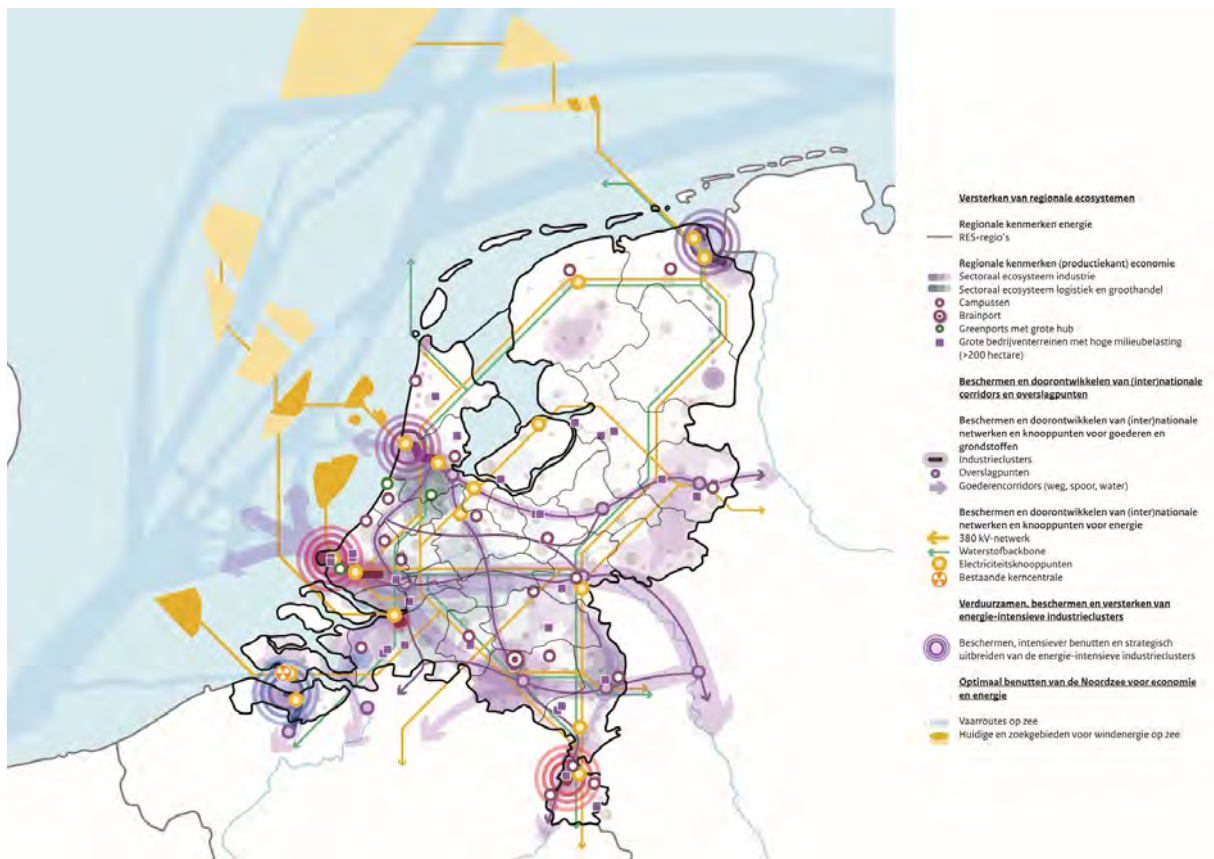 Versterken van regionale ecosystemen
Regionale kenmerken energie
RES-regio's
Regionale kenmerken (productiekant) economie
Sectoraal ecosysteem industrie
Sectoraal ecosysteem logistiek en groothandel
Campussen
Brainport
Greenports met grote hub
Grote bedrijventerreinen met hoge milieubelasting
(>200 hectare)
Beschermen en doorontwikkelen van (inter)nationale
corridors en overslagpunten
Beschermen en doorontwikkelen van (inter)nationale
netwerken en knooppunten voor goederen en
grondstoffen
Industrieclusters
Overslagpunten
Goederencorridors (weg, spoor, water)
Beschermen en doorontwikkelen van (inter)nationale
netwerken en knooppunten voor energie
380 kV-netwerk
Waterstofbackbone
Electriciteitsknooppunten
Bestaande kerncentrale
Verduurzamen, beschermen en versterken van
energie-intensieve industrieclusters
Beschermen, intensiever benutten en strategisch
uitbreiden van de energie-intensieve industrieclusters
Optimaal benutten van de Noordzee voor economie
en energie
Vaarroutes op zee
Huidige en zoekgebieden voor windenergie op zee